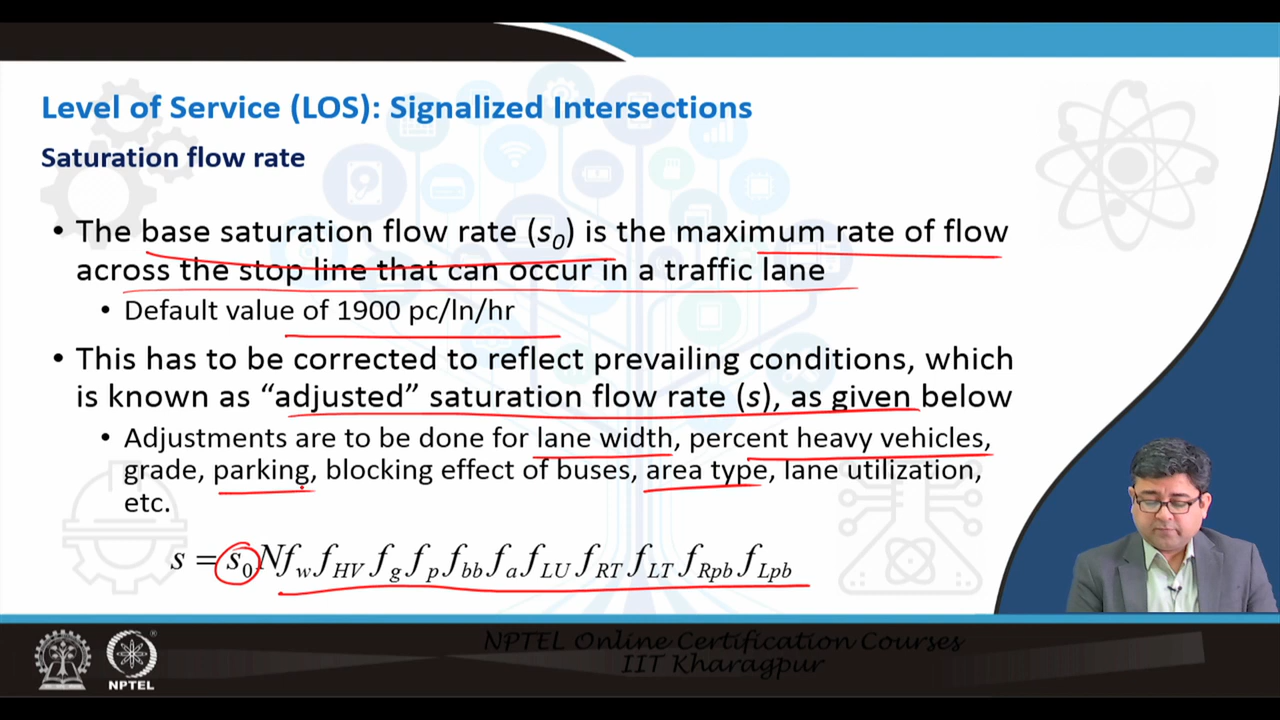 Level of Service (LOS): Signalized Intersections
Saturation flow rate
• The base saturation flow rate (s0) is the maximum rate of flow
across the stop line that can occur in a traffic lane
• Default value of 1900 pc/ln/hr
• This has to be corrected to reflect prevailing conditions, which
is known as “adjusted” saturation flow rate (s), as given below
• Adjustments are to be done for lane width, percent heavy vehicles,
grade, parking, blocking effect of buses, area type, lane utilization,
etc.
s = s0 N fw fHV fg fp fbb fa fLU fRT fLT fRpb fLpb
NPTEL Online Certification Courses
IIT Kharagpur
NPTEL